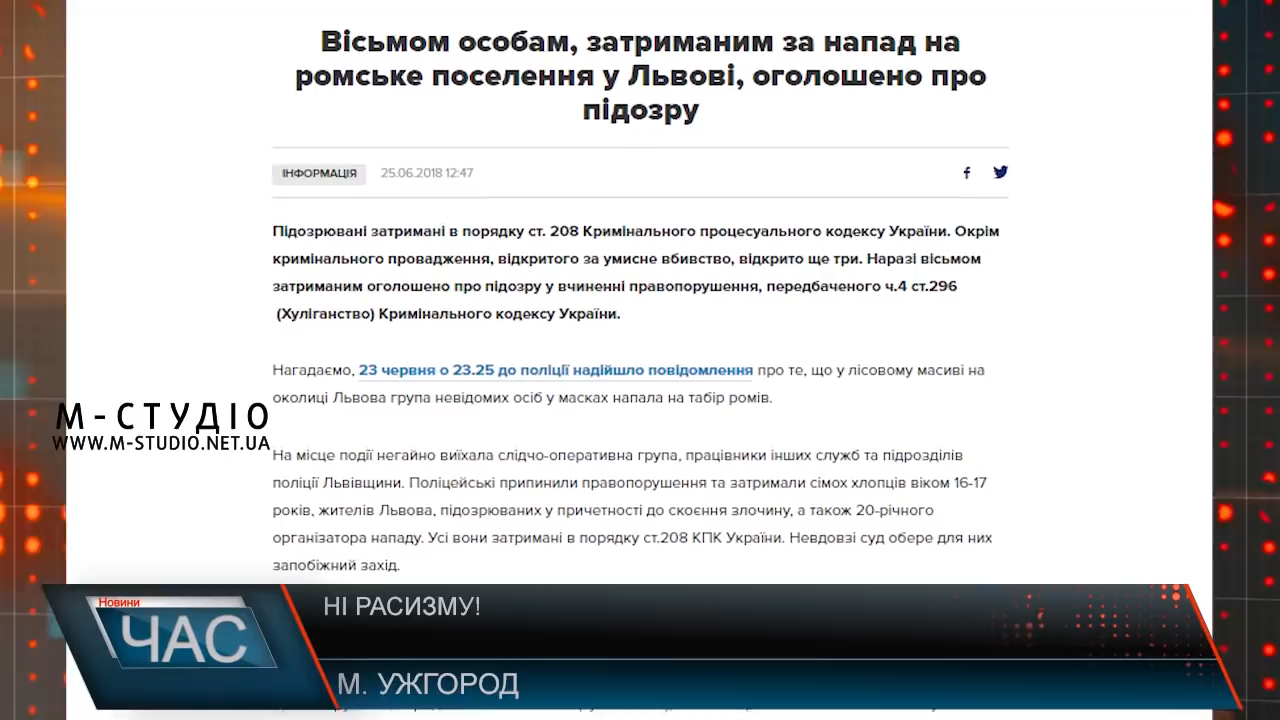 Вісьмом особам, затриманим за напад на
ромське поселення у Львові, оголошено про
підозру
ІНФОРМАЦІЯ 25.06.2018 12:47
Підозрювані затримані в порядку ст. 208 Кримінального процесуального кодексу України. Окрім
кримінального провадження, відкритого за умисне вбивство, відкрито ще три. Наразі вісьмом
затриманим оголошено про підозру у вчиненні правопорушення, передбаченого ч.4 ст.296
(Хуліганство) Кримінального кодексу України.
Нагадаємо, 23 червня о 23.25 до поліції надійшло повідомлення про те, що у лісовому масиві на
околиці Львова група невідомих осіб у масках напала на табір ромів.
М-СТУДІО
WWW.M-STUDIO.NET.UA
На місце події негайно виїхала слідчо-оперативна група, працівники інших служб та підрозділів
поліції Львівщини. Поліцейські припинили правопорушення та затримали сімох хлопців віком 16-17
років, жителів Львова, підозрюваних у причетності до скоєння злочину, а також 20-річного
організатора нападу. Усі вони затримані в порядку ст.208 КПК України. Невдовзі суд обере для них
запобіжний захід.
Новини
ЧАС
НІ РАСИЗМУ!
М. УЖГОРОД